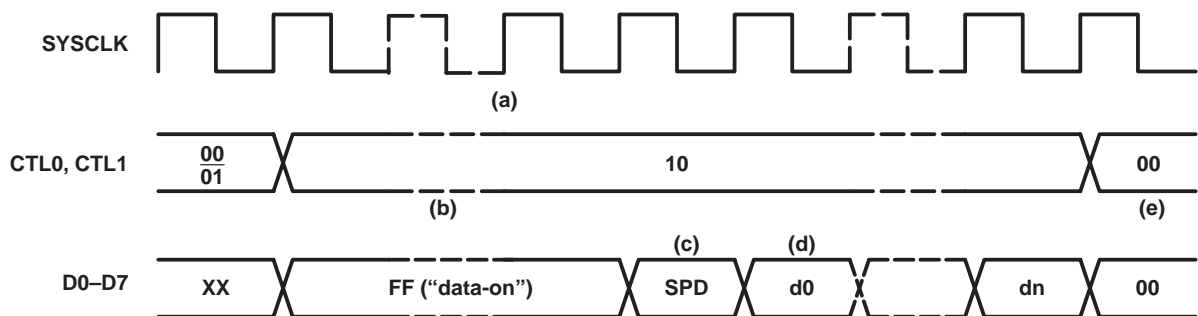 SYSCLK
(a)
CTL0, CTL1
00
01
10
00
(b)
(e)
(c)
(d)
D0–D7
XX
FF (“data-on”)
SPD
d0
dn
00